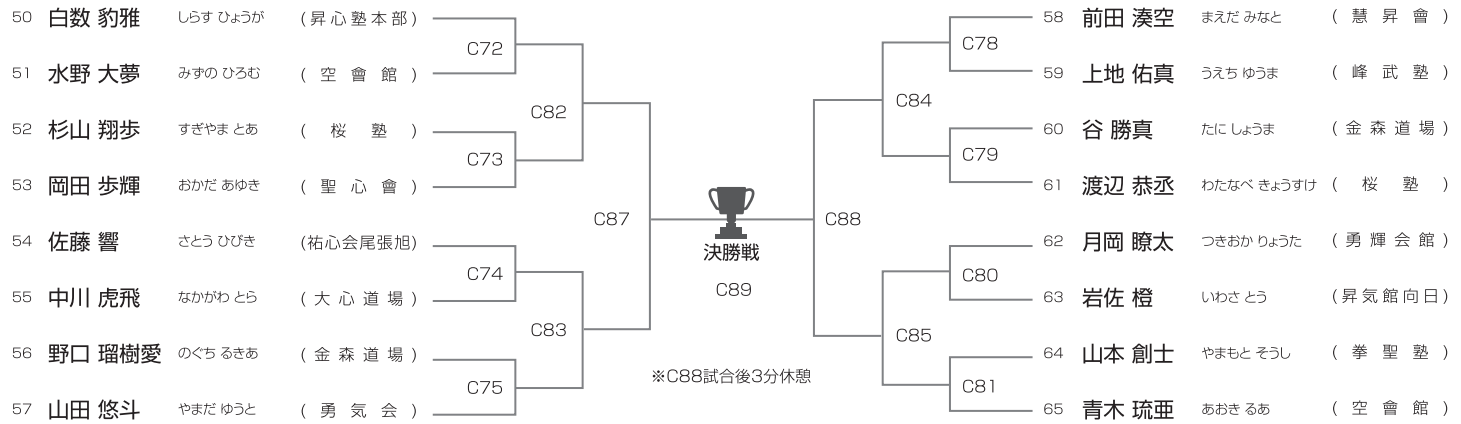 50 白数 豹雅 しらす ひょうが (昇心塾本部)
51 水野 大夢 みずの ひろむ (空會館)
C72
52 杉山 翔歩 すぎやま とあ (桜塾)
53 岡田 歩輝 おかだ あゆき (聖心會)
C73
C82
54 佐藤 響 さとう ひびき (祐心会尾張旭)
55 中川 虎飛 なかがわ とら (大心道場)
C74
56 野口 瑠樹愛 のぐち るきあ (金森道場)
57 山田 悠斗 やまだ ゆうと (勇気会)
C75
C83
C87
決勝戦
C89
※C88試合後3分休憩
58 前田 湊空 まえだ みなと (慧昇會)
59 上地 佑真 うえち ゆうま (峰武塾)
C78
60 谷 勝真 たに しょうま (金森道場)
61 渡辺 恭丞 わたなべ きょうすけ (桜塾)
C79
C84
62 月岡 瞭太 つきおか りょうた (勇輝会館)
63 岩佐 橙 いわさ とう (昇気館向日)
C80
64 山本 創士 やまもと そうし (拳聖塾)
65 青木 琉亜 あおき るあ (空會館)
C81
C85
C88